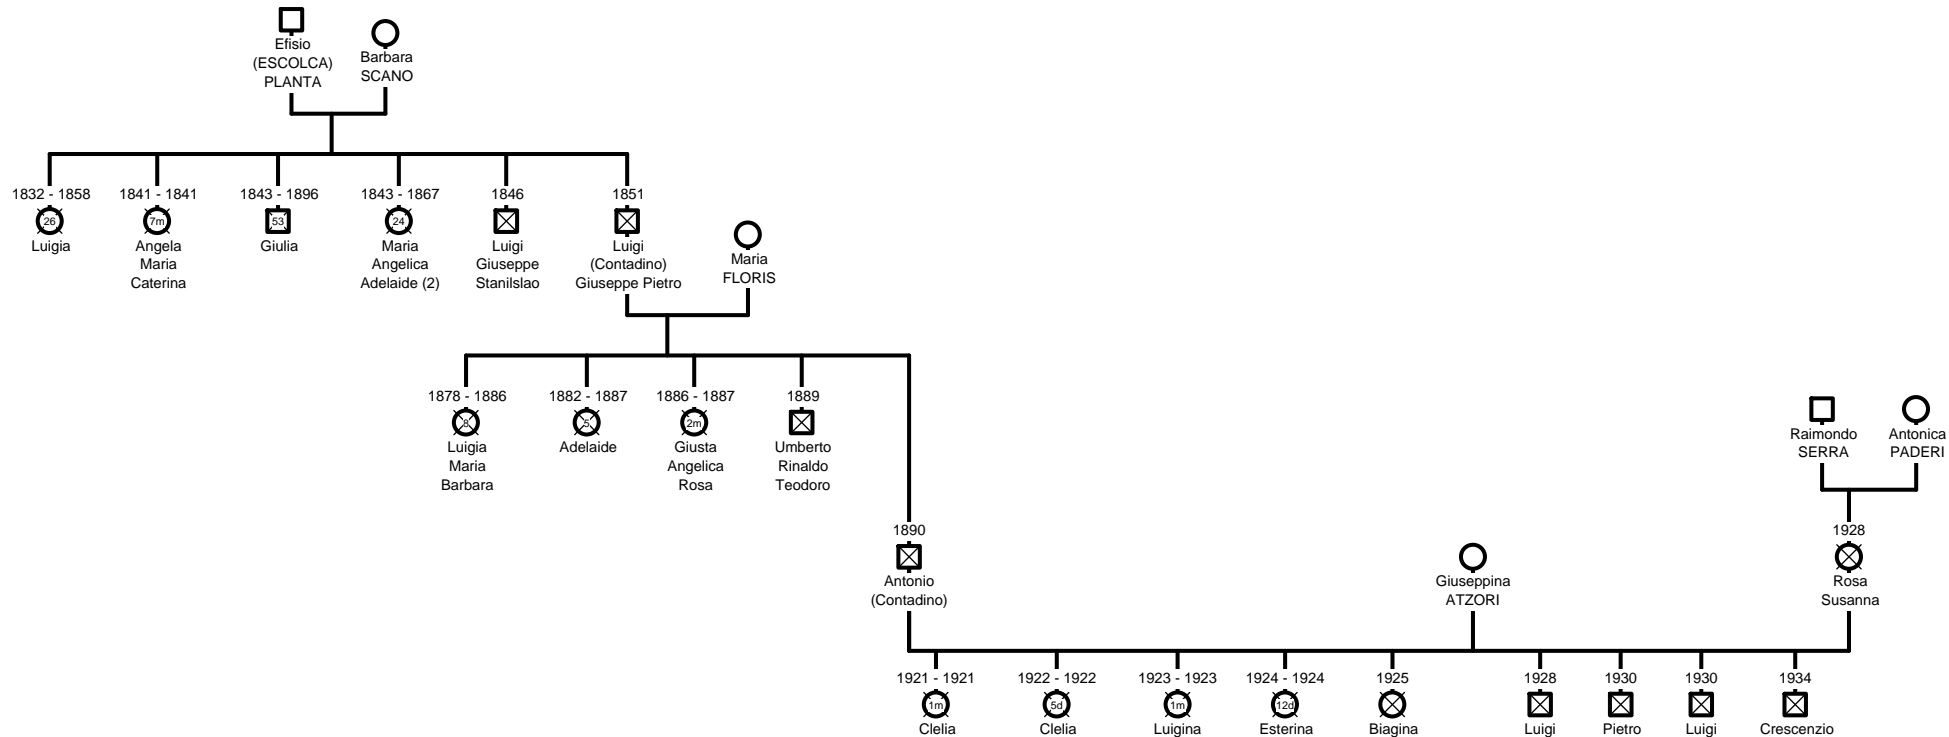 Efisio
(ESCOLCA)
PLANTA
Barbara
SCANO
1832 - 1858
26
Luigia
1841 - 1841
7m
Angela
Maria
Caterina
1843 - 1896
53
Giulia
1843 - 1867
24
Maria
Angelica
Adelaide (2)
1846
Luigi
Giuseppe
Stanilslao
1851
Luigi
(Contadino)
Giuseppe Pietro
Maria
FLORIS
1878 - 1886
8
Luigia
Maria
Barbara
1882 - 1887
5
Adelaide
1886 - 1887
2m
Giusta
Angelica
Rosa
1889
Umberto
Rinaldo
Teodoro
Raimondo
SERRA
Antonica
PADERI
1890
Antonio
(Contadino)
Giuseppina
ATZORI
1928
Rosa
Susanna
1921 - 1921
1m
Clelia
1922 - 1922
5d
Clelia
1923 - 1923
1m
Luigina
1924 - 1924
12d
Esterina
1925
Biagina
1928
Luigi
1930
Pietro
1930
Luigi
1934
Crescenzio